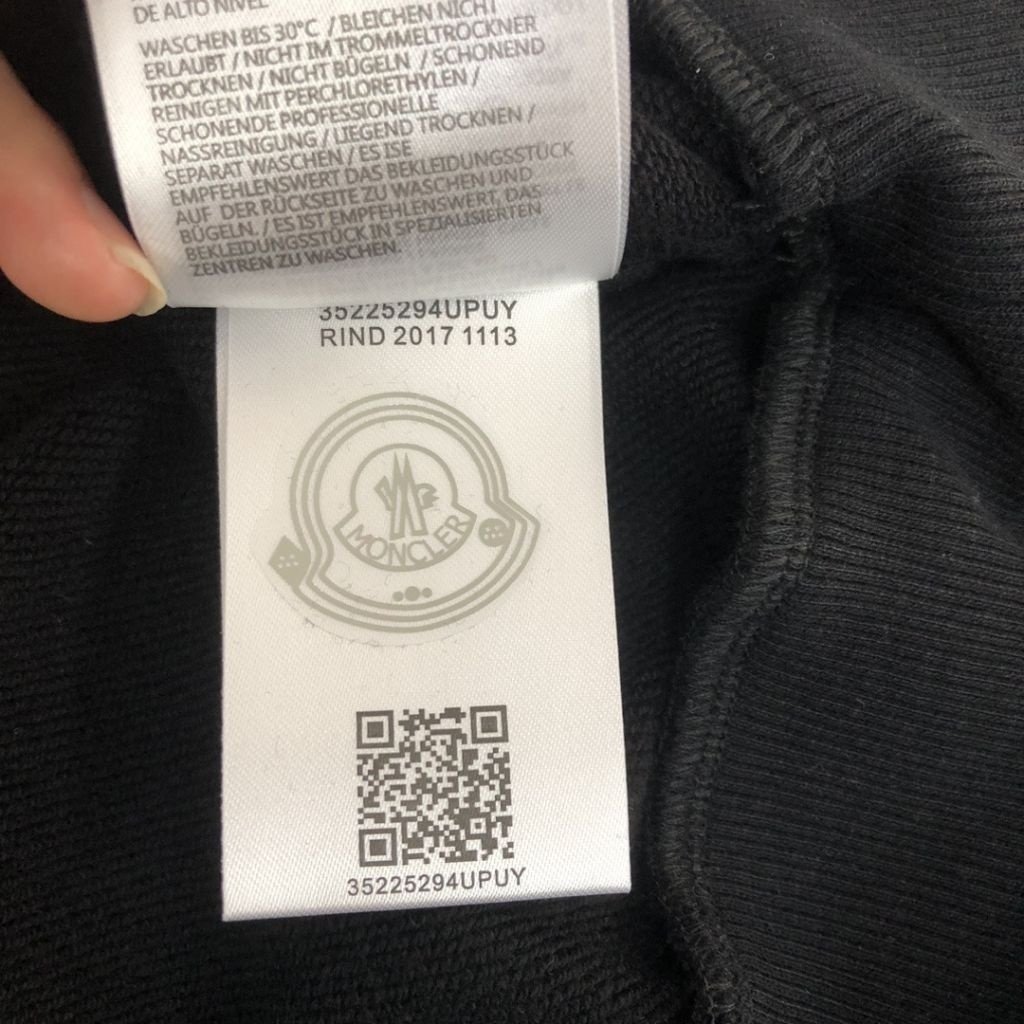 DE ALTO NIVEL
WASCHEN BIS 30°C / BLEICHEN NICHT
ERLAUBT / NICHT IM TROMMELTROCKNER
TROCKNEN / NICHT BÜGELN / SCHONEND
REINIGEN MIT PERCHLORETHYLEN /
SCHONENDE PROFESSIONELLE
NASSREINIGUNG / LIEGEND TROCKNEN /
SEPARAT WASCHEN / ES ISE
EMPFEHLENSWERT DAS BEKLEIDUNGSSTÜCK
AUF DER RÜCKSEITE ZU WASCHEN UND
BÜGELN. / ES IST EMPFEHLENSWERT, DAS
BEKLEIDUNGSSTÜCK IN SPEZIALISIERTEN
ZENTREN ZU WASCHEN.
35225294UPUY
RIND 2017 1113
MONCLER
35225294UPUY